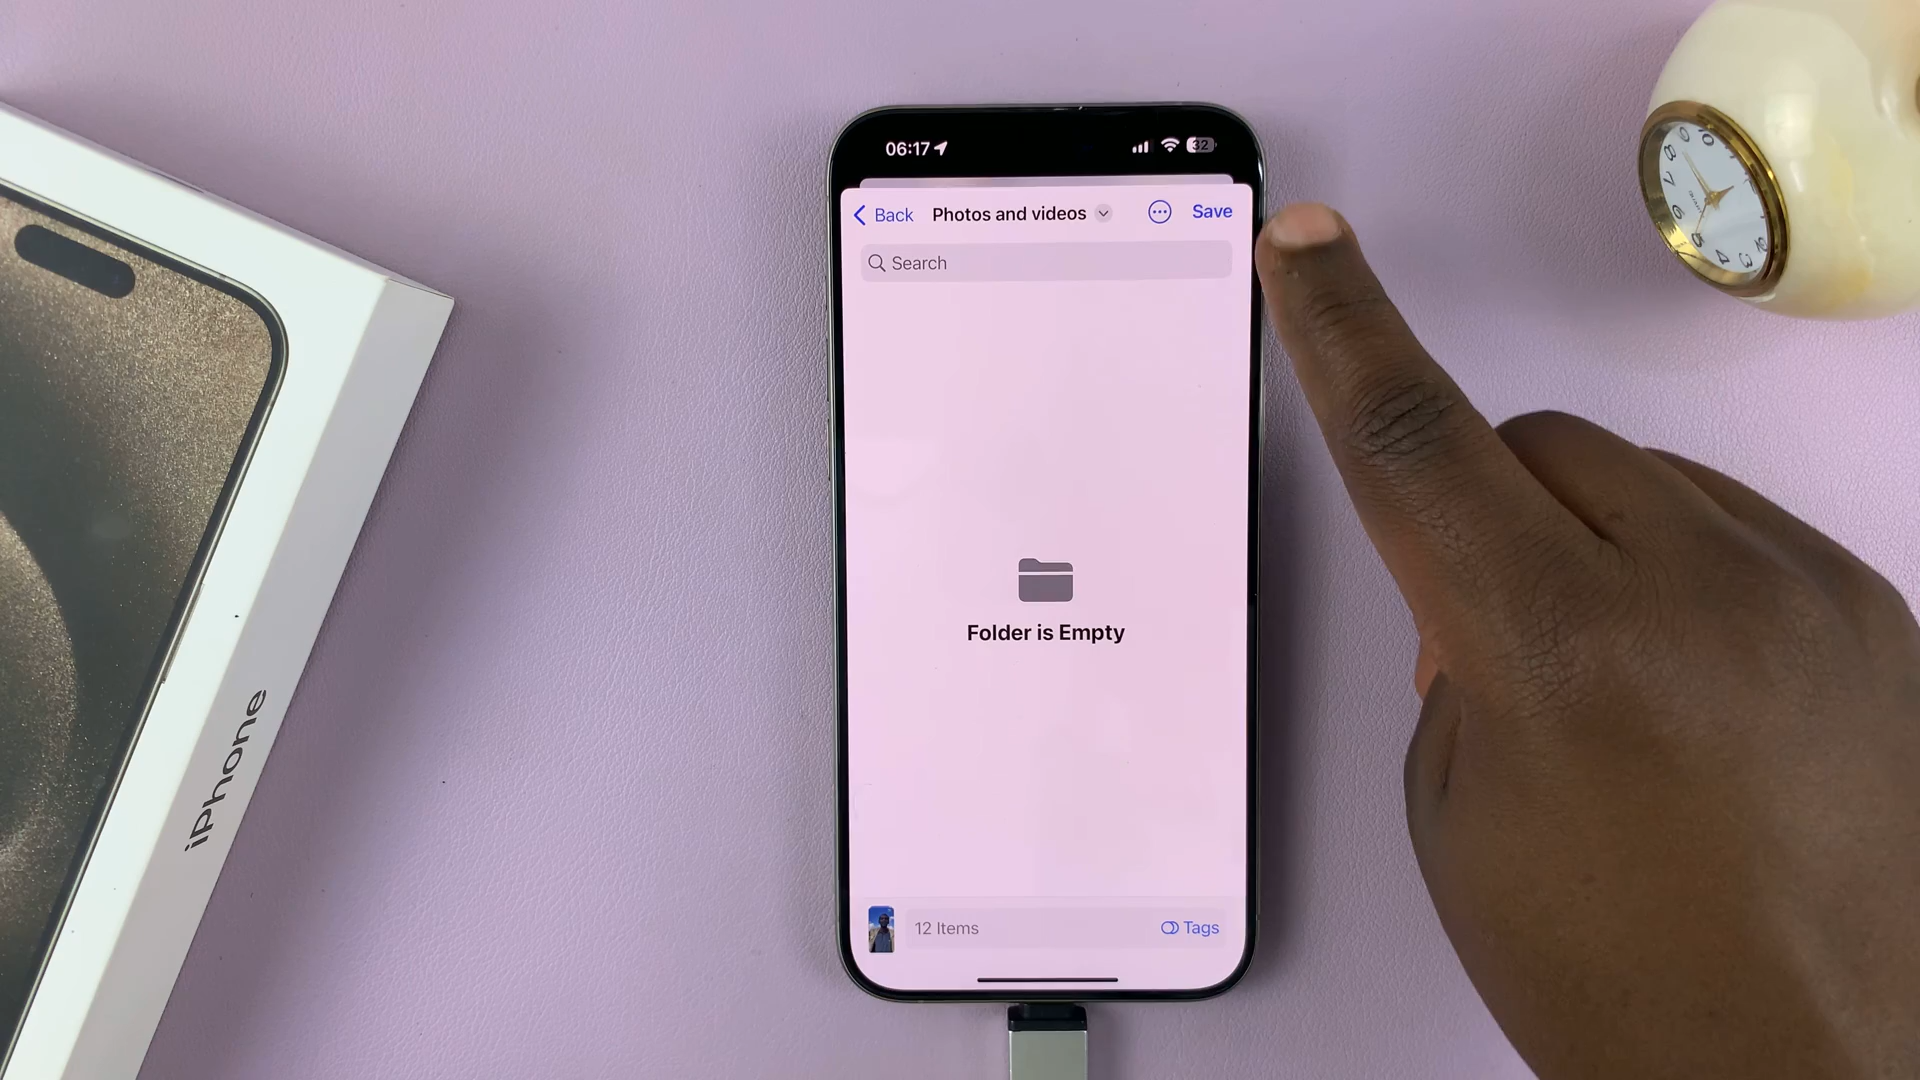 06:17
32
Back
Photos and videos
Save
Search
Folder is Empty
12 Items
Tags
iPhone